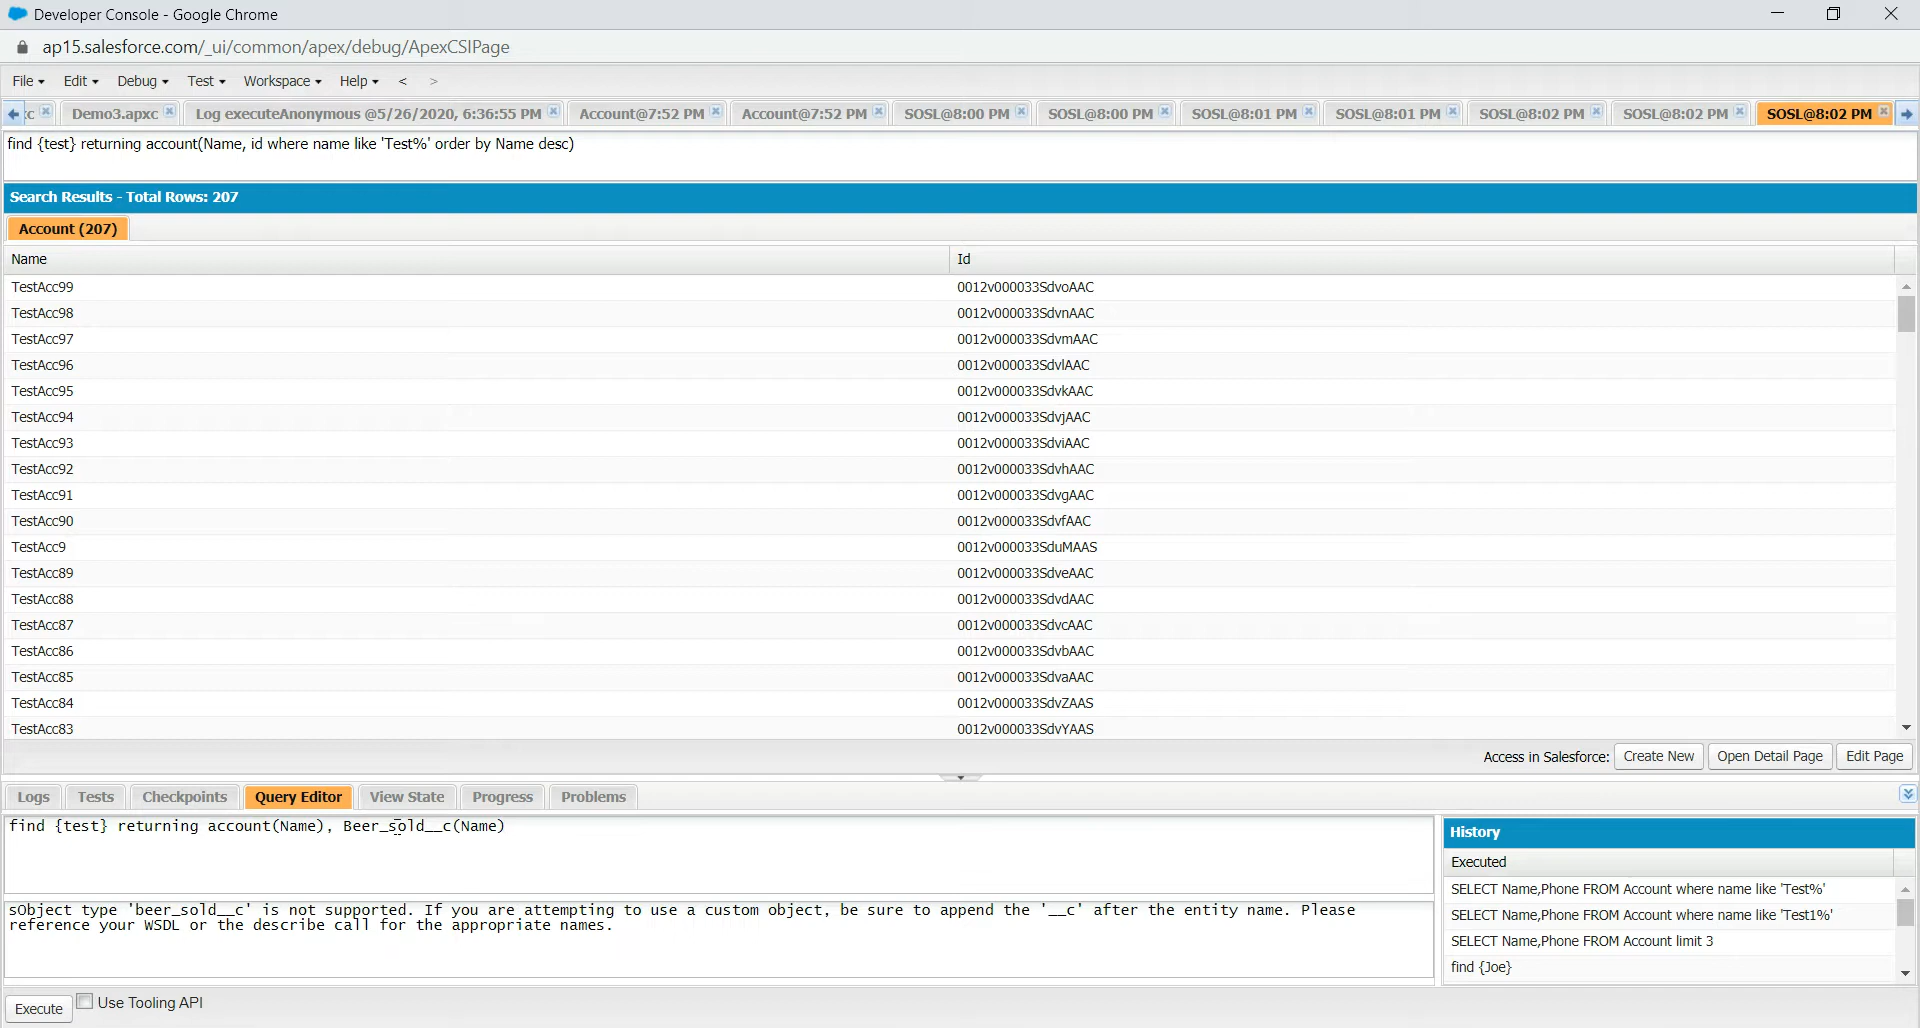 Developer Console - Google Chrome
ap15.salesforce.com/_ui/common/apex/debug/ApexCSIPage
File Edit Debug Test Workspace Help < >
:c Demo3.apxc Log executeAnonymous @5/26/2020, 6:36:55 PM Account@7:52 PM Account@7:52 PM SOSL@8:00 PM SOSL@8:00 PM SOSL@8:01 PM SOSL@8:01 PM SOSL@8:02 PM SOSL@8:02 PM SOSL@8:02 PM
find {test} returning account(Name, id where name like 'Test%' order by Name desc)
Search Results - Total Rows: 207
Account (207)
Name Id
TestAcc99 0012v000033SdvoAAC
TestAcc98 0012v000033SdvnAAC
TestAcc97 0012v000033SdvmAAC
TestAcc96 0012v000033SdvlAAC
TestAcc95 0012v000033SdvkAAC
TestAcc94 0012v000033SdvjAAC
TestAcc93 0012v000033SdviAAC
TestAcc92 0012v000033SdvhAAC
TestAcc91 0012v000033SdvgAAC
TestAcc90 0012v000033SdvfAAC
TestAcc9 0012v000033SduMAAS
TestAcc89 0012v000033SdveAAC
TestAcc88 0012v000033SdvdAAC
TestAcc87 0012v000033SdvcAAC
TestAcc86 0012v000033SdvbAAC
TestAcc85 0012v000033SdvaAAC
TestAcc84 0012v000033SdvZAAS
TestAcc83 0012v000033SdvYAAS
Access in Salesforce: Create New Open Detail Page Edit Page
Logs Tests Checkpoints Query Editor View State Progress Problems
find {test} returning account(Name), Beer_sold__c(Name)
sObject type 'beer_sold__c' is not supported. If you are attempting to use a custom object, be sure to append the '__c' after the entity name. Please
reference your WSDL or the describe call for the appropriate names.
History
Executed
SELECT Name,Phone FROM Account where name like 'Test%'
SELECT Name,Phone FROM Account where name like 'Test1%'
SELECT Name,Phone FROM Account limit 3
find {Joe}
Execute Use Tooling API